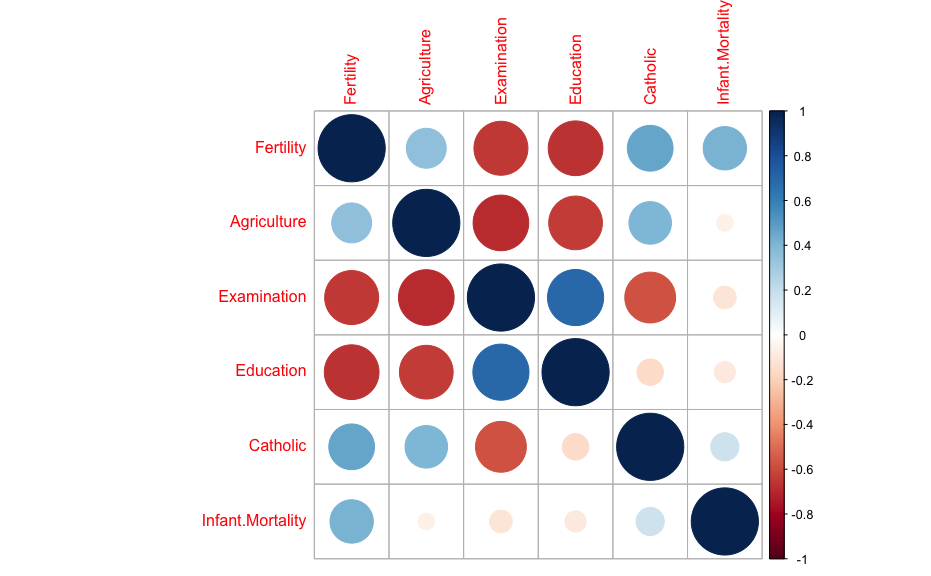 Fertility
Agriculture
Examination
Education
Catholic
Infant.Mortality
Fertility
Agriculture
Examination
Education
Catholic
Infant.Mortality
1
0.8
0.6
0.4
0.2
0
-0.2
-0.4
-0.6
-0.8
-1